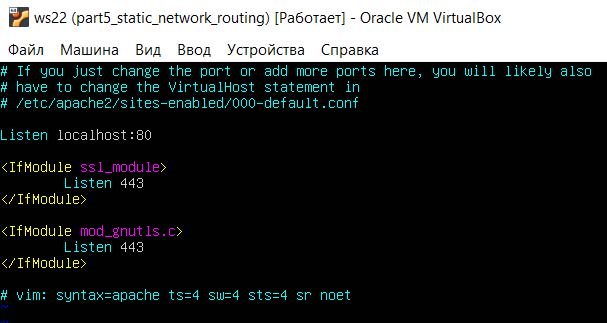 ws22 (part5_static_network_routing) [Работает] - Oracle VM VirtualBox
Файл Машина Вид Ввод Устройства Справка
# If you just change the port or add more ports here, you will likely also
# have to change the VirtualHost statement in
# /etc/apache2/sites-enabled/000-default.conf
Listen localhost:80
<IfModule ssl_module>
Listen 443
</IfModule>
<IfModule mod_gnutls.c>
Listen 443
</IfModule>
# vim: syntax=apache ts=4 sw=4 sts=4 sr noet
~